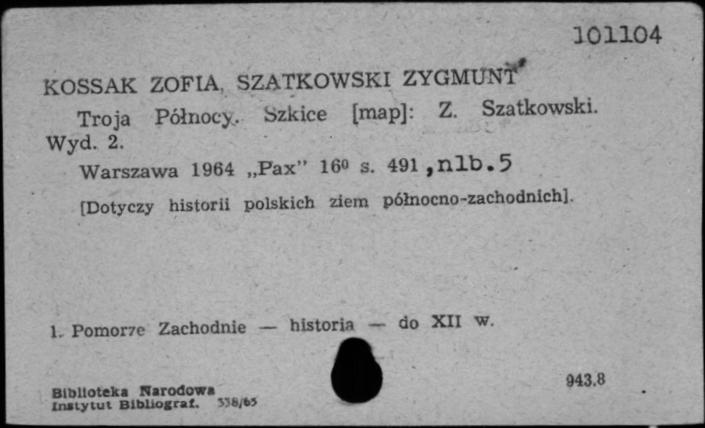 101104
KOSSAK ZOFIA, SZATKOWSKI ZYGMUNT
Troja Północy. Szkice [map]: Z. Szatkowski.
Wyd. 2.
Warszawa 1964 „Pax" 16⁰ s. 491 ,nlb.5
[Dotyczy historii polskich ziem północno-zachodnich].
1. Pomorze Zachodnie — historia — do XII w.
943.8
Biblioteka Narodowa
Instytut Bibliograf. 338/65